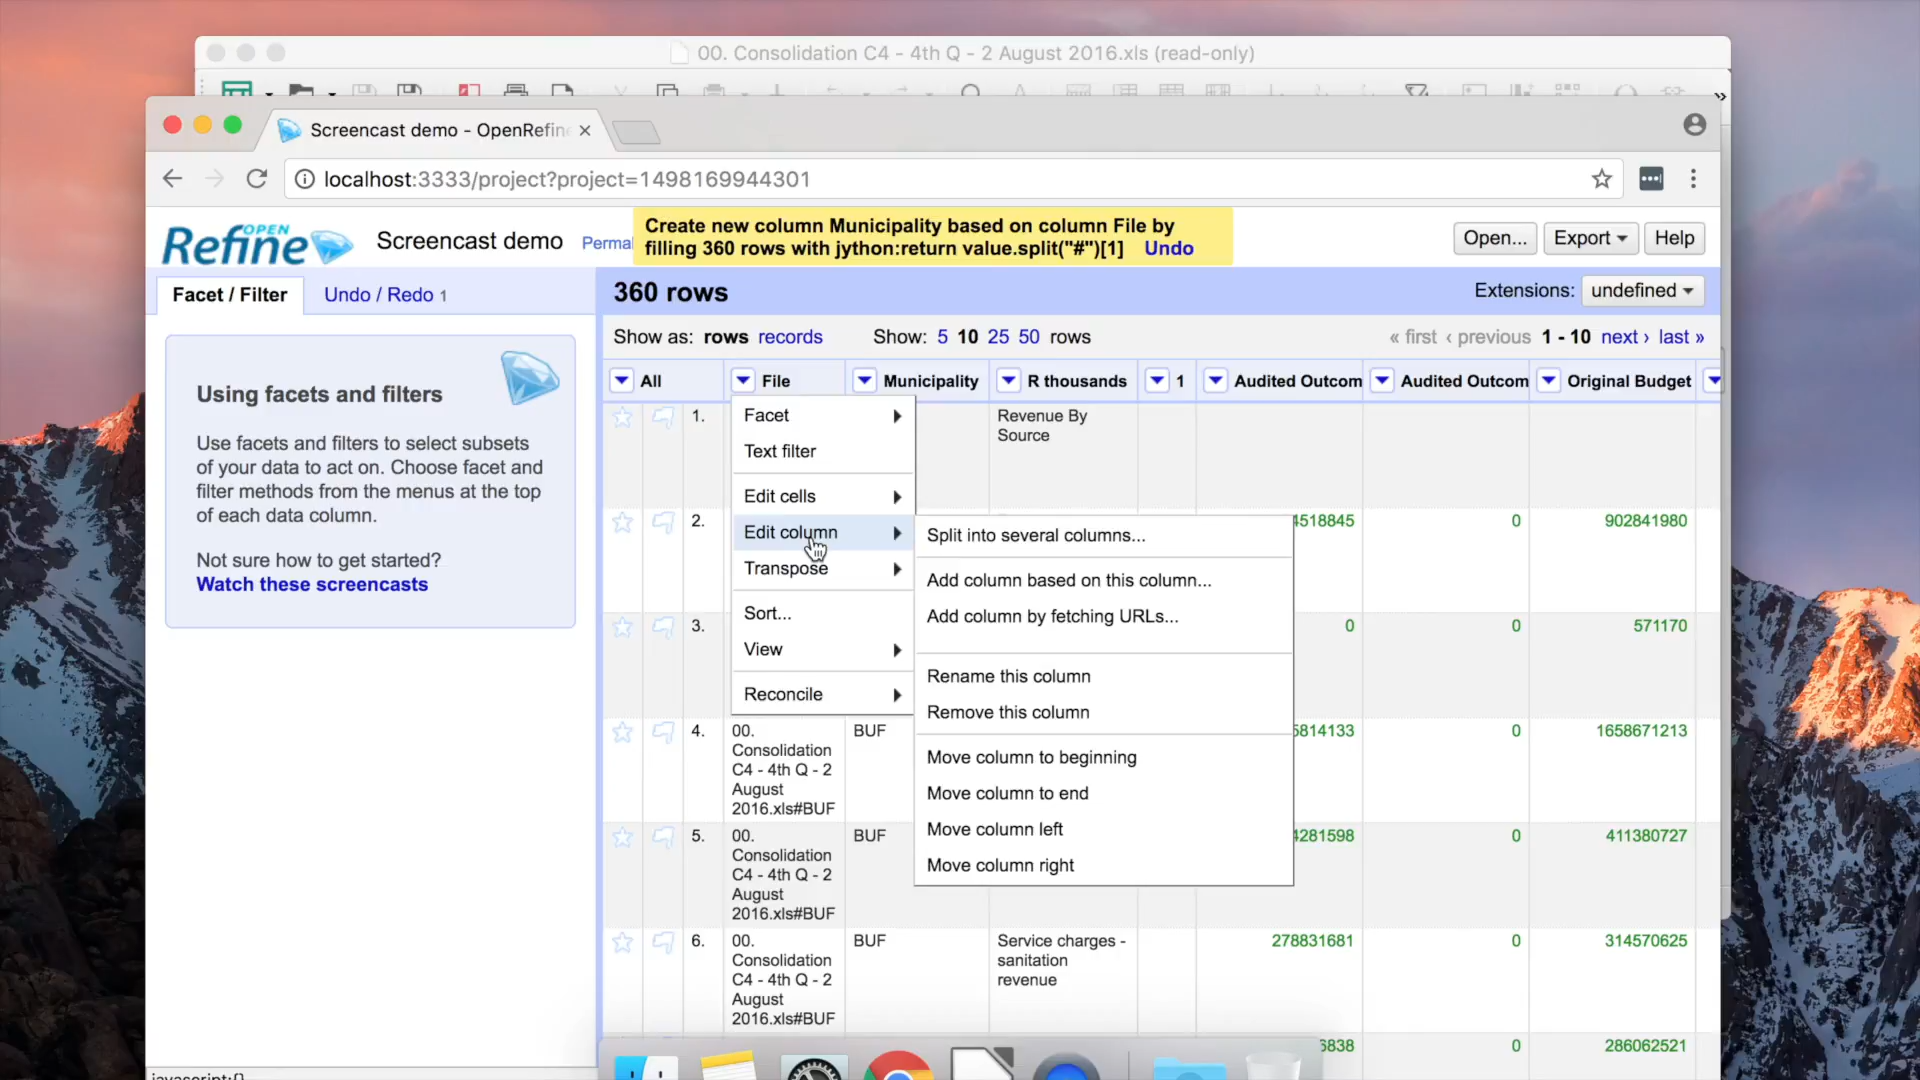 00. Consolidation C4 - 4th Q - 2 August 2016.xls (read-only)
Screencast demo - OpenRefin
localhost:3333/project?project=1498169944301
OPEN
Refine
Screencast demo
Permal
Create new column Municipality based on column File by
filling 360 rows with jython:return value.split("#")[1] Undo
Open...
Export
Help
Facet / Filter
Undo / Redo 1
360 rows
Extensions:
undefined
Show as: rows records
Show: 5 10 25 50 rows
« first ‹ previous 1 - 10 next › last »
Using facets and filters
Use facets and filters to select subsets
of your data to act on. Choose facet and
filter methods from the menus at the top
of each data column.
Not sure how to get started?
Watch these screencasts
All
File
Municipality
R thousands
1
Audited Outcom
Audited Outcom
Original Budget
Facet
Text filter
Edit cells
Edit column
Transpose
Sort...
View
Reconcile
Split into several columns...
Add column based on this column...
Add column by fetching URLs...
Rename this column
Remove this column
Move column to beginning
Move column to end
Move column left
Move column right
1.
Revenue By
Source
2.
4518845
0
902841980
3.
0
0
571170
4.
00.
Consolidation
C4 - 4th Q - 2
August
2016.xls#BUF
BUF
5814133
0
1658671213
5.
00.
Consolidation
C4 - 4th Q - 2
August
2016.xls#BUF
BUF
4281598
0
411380727
6.
00.
Consolidation
C4 - 4th Q - 2
August
2016.xls#BUF
BUF
Service charges -
sanitation
revenue
278831681
0
314570625
6838
0
286062521